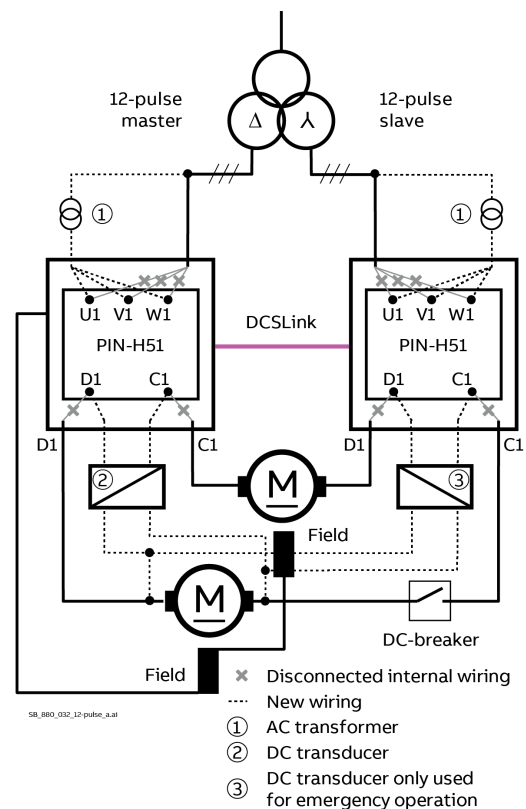 12-pulse
master
12-pulse
slave
Δ
⅄
①
①
U1 V1 W1
U1 V1 W1
DCSLink
PIN-H51
PIN-H51
D1 C1
D1 C1
D1
C1
D1
C1
②
③
M
Field
M
DC-breaker
Field
Disconnected internal wiring
New wiring
SB_880_032_12-pulse_a.ai
① AC transformer
② DC transducer
③ DC transducer only used
for emergency operation